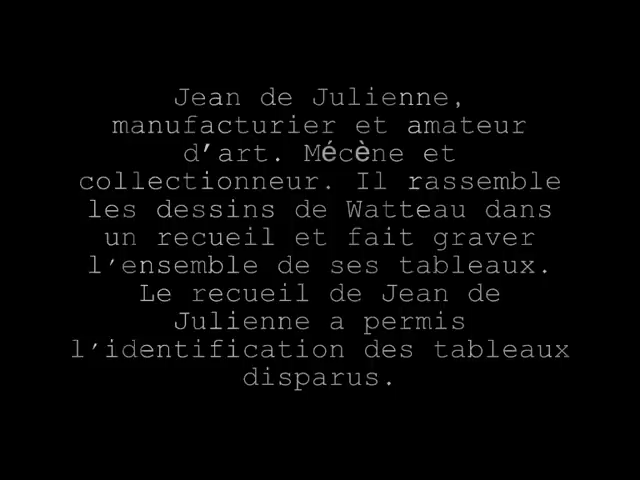 Jean de Julienne,
manufacturier et amateur
d’art. Mécène et
collectionneur. Il rassemble
les dessins de Watteau dans
un recueil et fait graver
l’ensemble de ses tableaux.
Le recueil de Jean de
Julienne a permis
l’identification des tableaux
disparus.